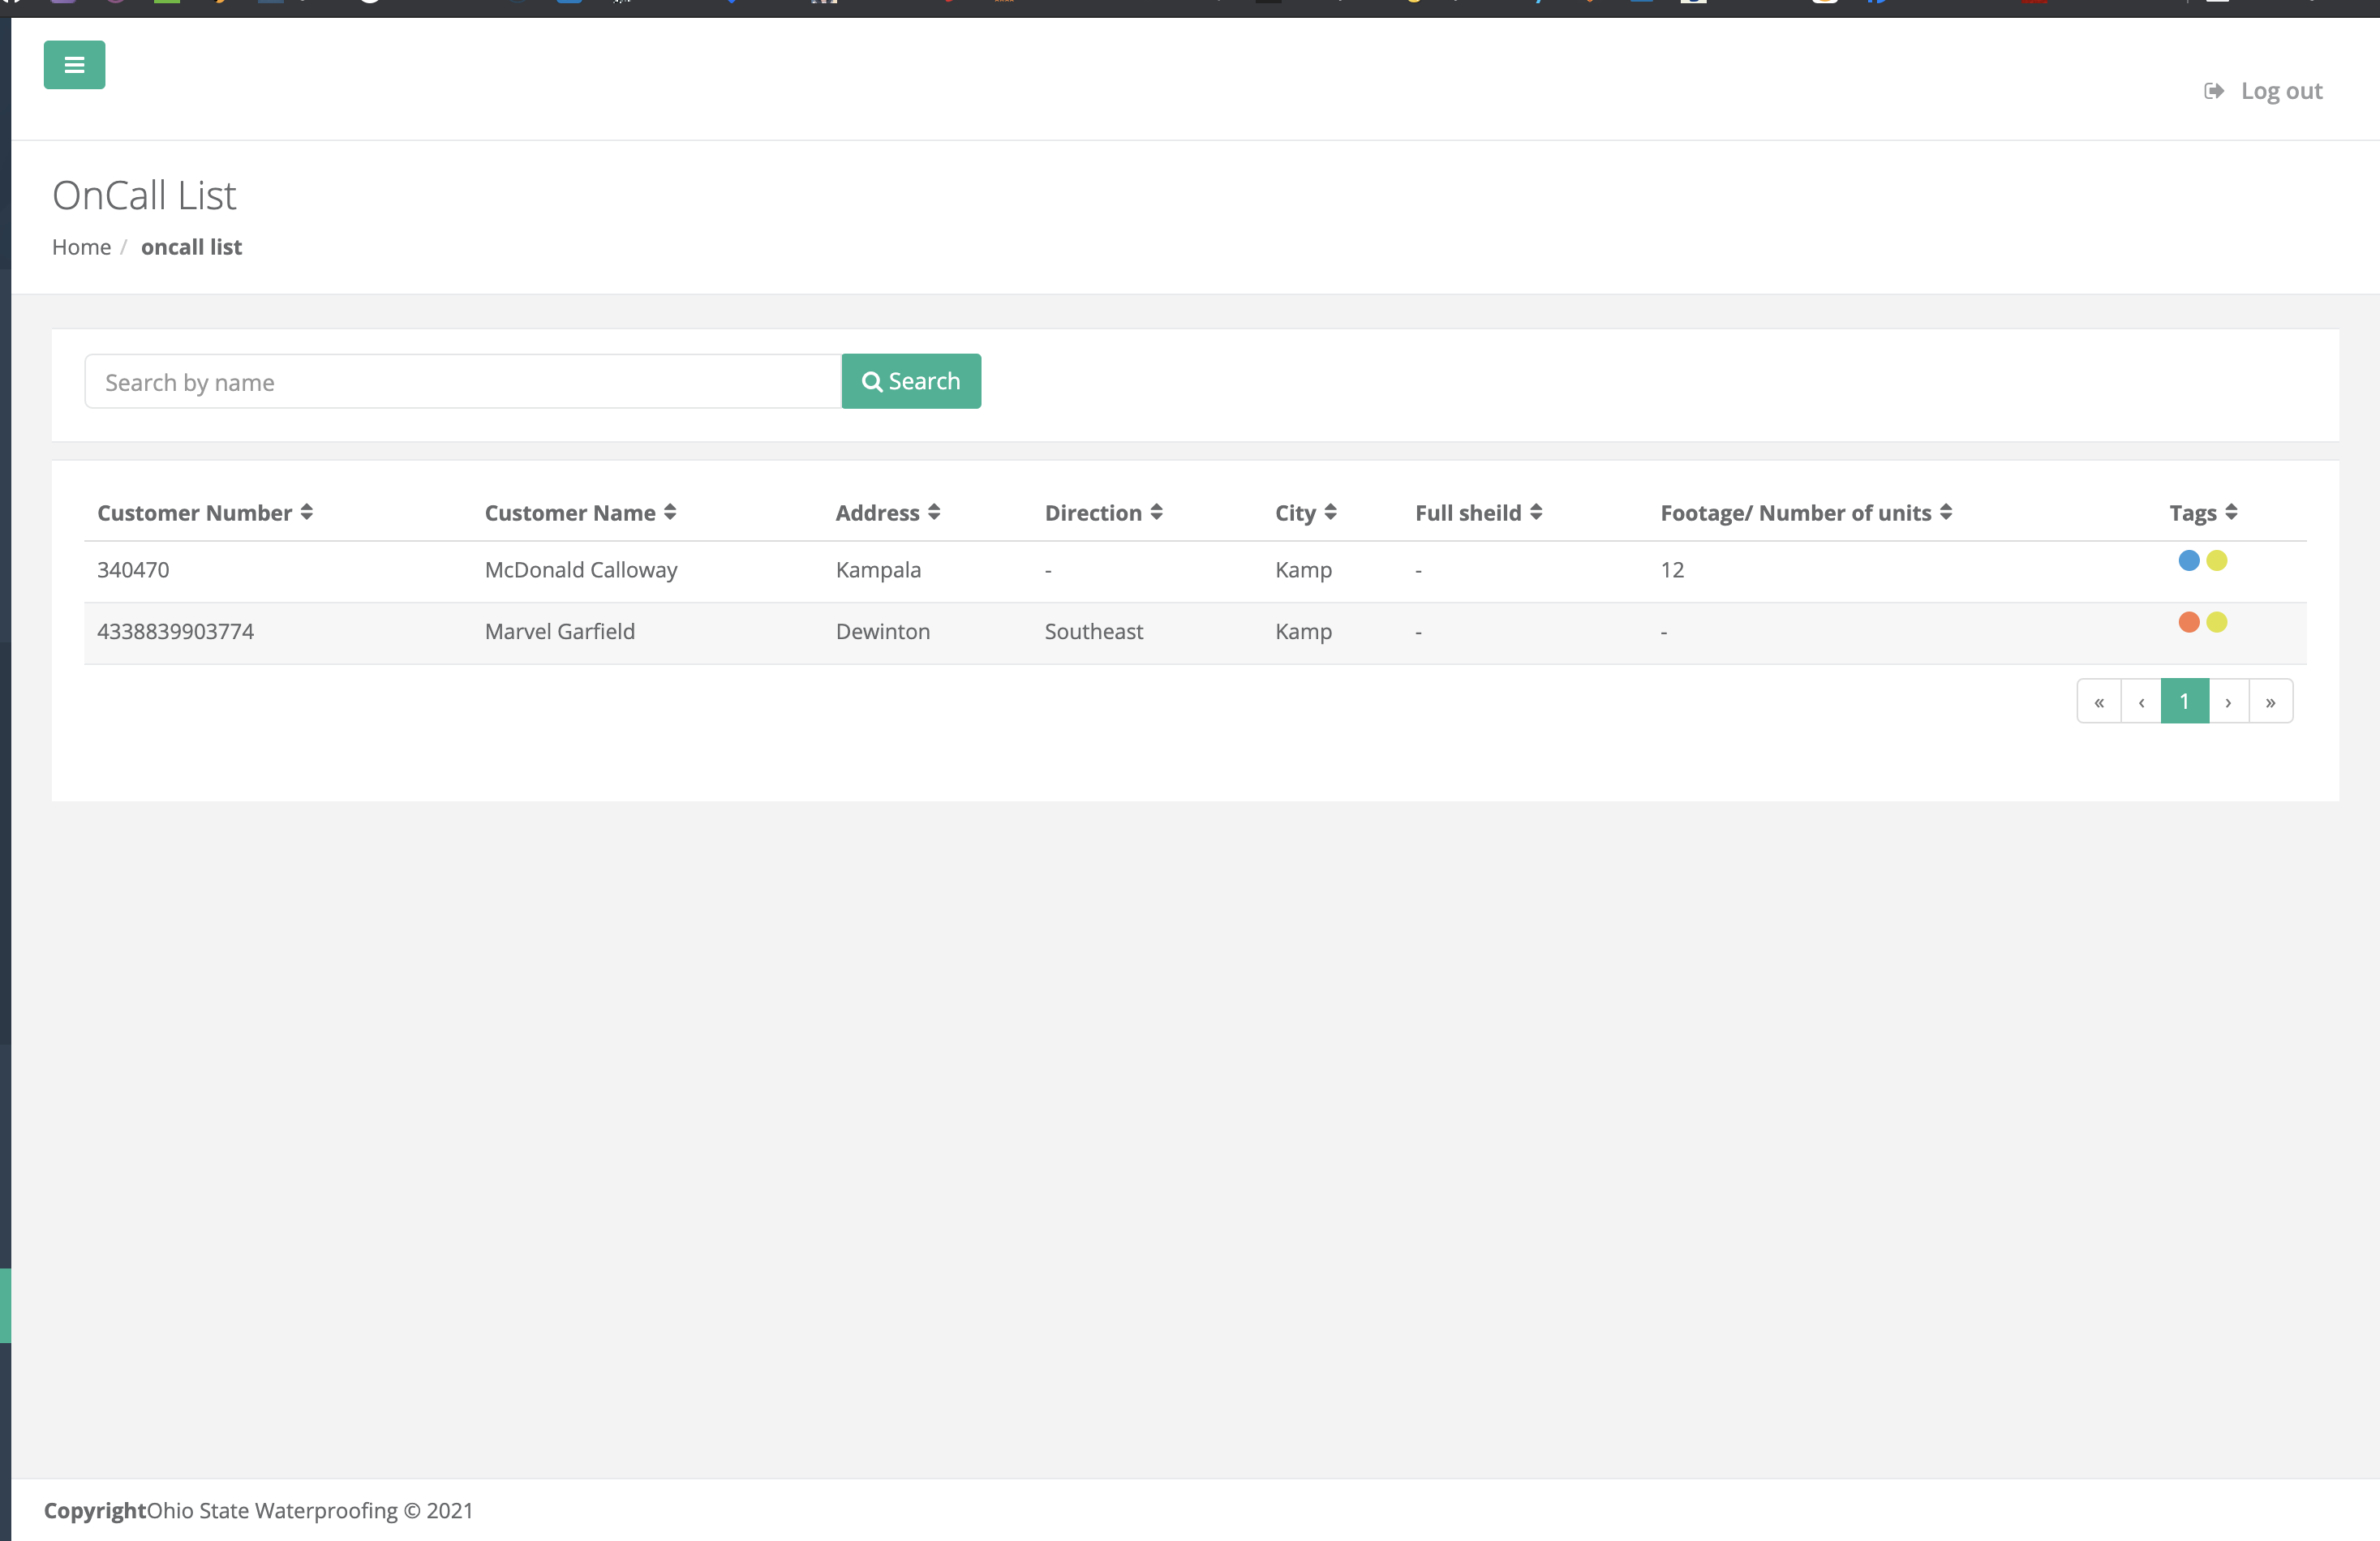 Log out
OnCall List
Home / oncall list
Search by name
Search
Customer Number Customer Name Address Direction City Full sheild Footage/ Number of units Tags
340470 McDonald Calloway Kampala - Kamp - 12
4338839903774 Marvel Garfield Dewinton Southeast Kamp - -
« ‹ 1 › »
CopyrightOhio State Waterproofing © 2021